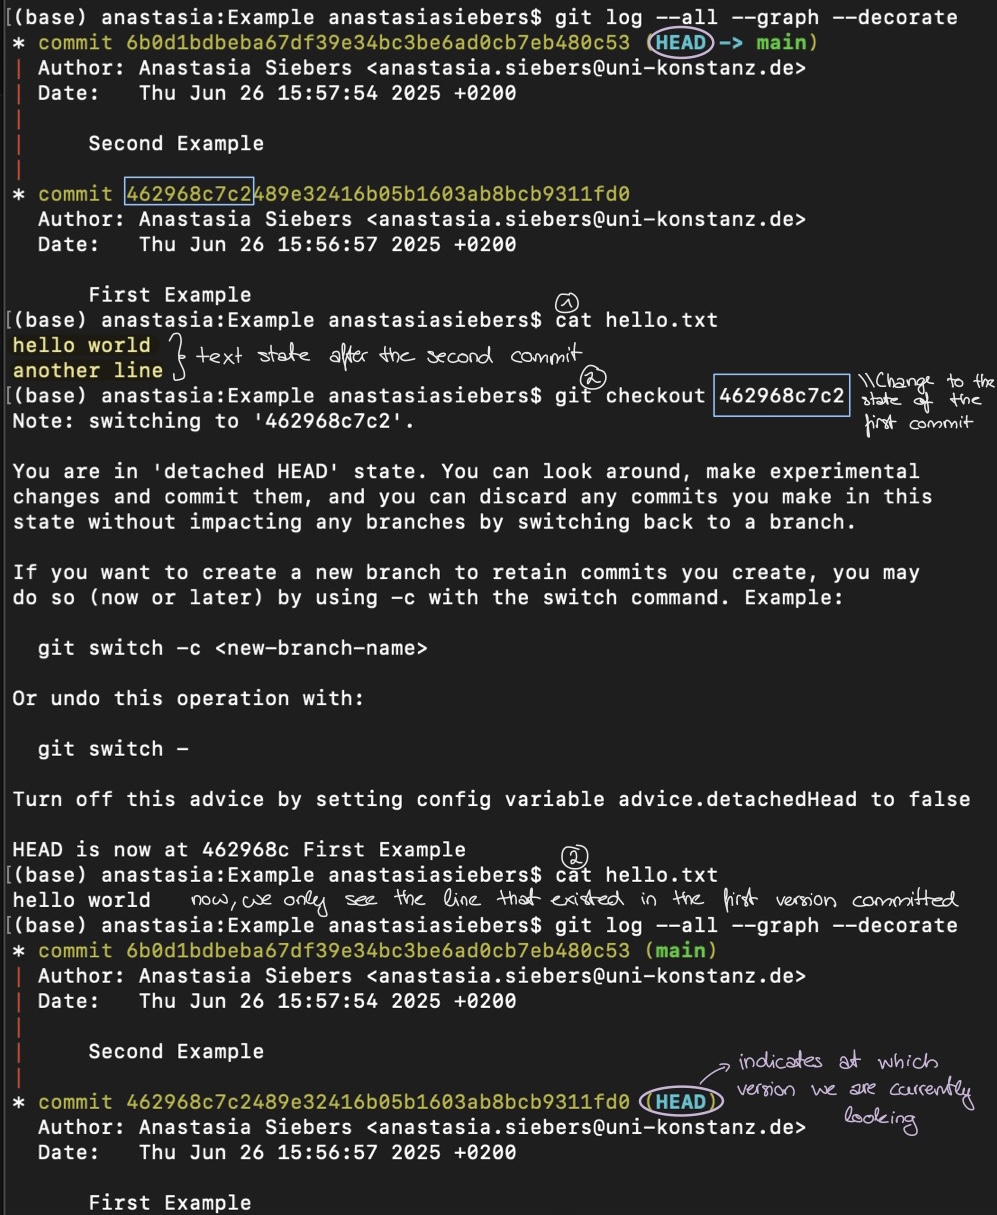 [(base) anastasia:Example anastasiasiebers$ git log --all --graph --decorate
* commit 6b0d1bdbeba67df39e34bc3be6ad0cb7eb480c53 (HEAD -> main)
| Author: Anastasia Siebers <anastasia.siebers@uni-konstanz.de>
| Date:   Thu Jun 26 15:57:54 2025 +0200
|
|     Second Example
|
* commit 462968c7c2489e32416b05b1603ab8bcb9311fd0
  Author: Anastasia Siebers <anastasia.siebers@uni-konstanz.de>
  Date:   Thu Jun 26 15:56:57 2025 +0200

      First Example
①
[(base) anastasia:Example anastasiasiebers$ cat hello.txt
hello world
another line
} text state after the second commit
②
[(base) anastasia:Example anastasiasiebers$ git checkout 462968c7c2
\\Change to the
state of the
first commit
Note: switching to '462968c7c2'.

You are in 'detached HEAD' state. You can look around, make experimental
changes and commit them, and you can discard any commits you make in this
state without impacting any branches by switching back to a branch.

If you want to create a new branch to retain commits you create, you may
do so (now or later) by using -c with the switch command. Example:

  git switch -c <new-branch-name>

Or undo this operation with:

  git switch -

Turn off this advice by setting config variable advice.detachedHead to false

HEAD is now at 462968c First Example
②
[(base) anastasia:Example anastasiasiebers$ cat hello.txt
hello world now, we only see the line that existed in the first version committed
[(base) anastasia:Example anastasiasiebers$ git log --all --graph --decorate
* commit 6b0d1bdbeba67df39e34bc3be6ad0cb7eb480c53 (main)
| Author: Anastasia Siebers <anastasia.siebers@uni-konstanz.de>
| Date:   Thu Jun 26 15:57:54 2025 +0200
|
|     Second Example
|
* commit 462968c7c2489e32416b05b1603ab8bcb9311fd0 (HEAD)
→ indicates at which
version we are currently
looking
  Author: Anastasia Siebers <anastasia.siebers@uni-konstanz.de>
  Date:   Thu Jun 26 15:56:57 2025 +0200

      First Example